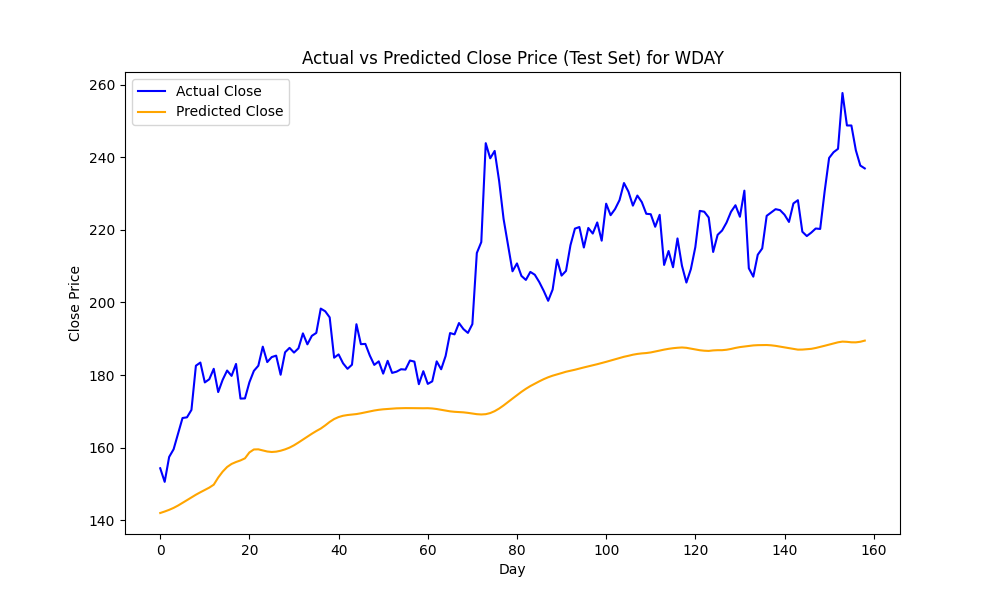 Actual vs Predicted Close Price (Test Set) for WDAY
Actual Close
Predicted Close
260
240
220
200
180
160
140
Close Price
0 20 40 60 80 100 120 140 160
Day